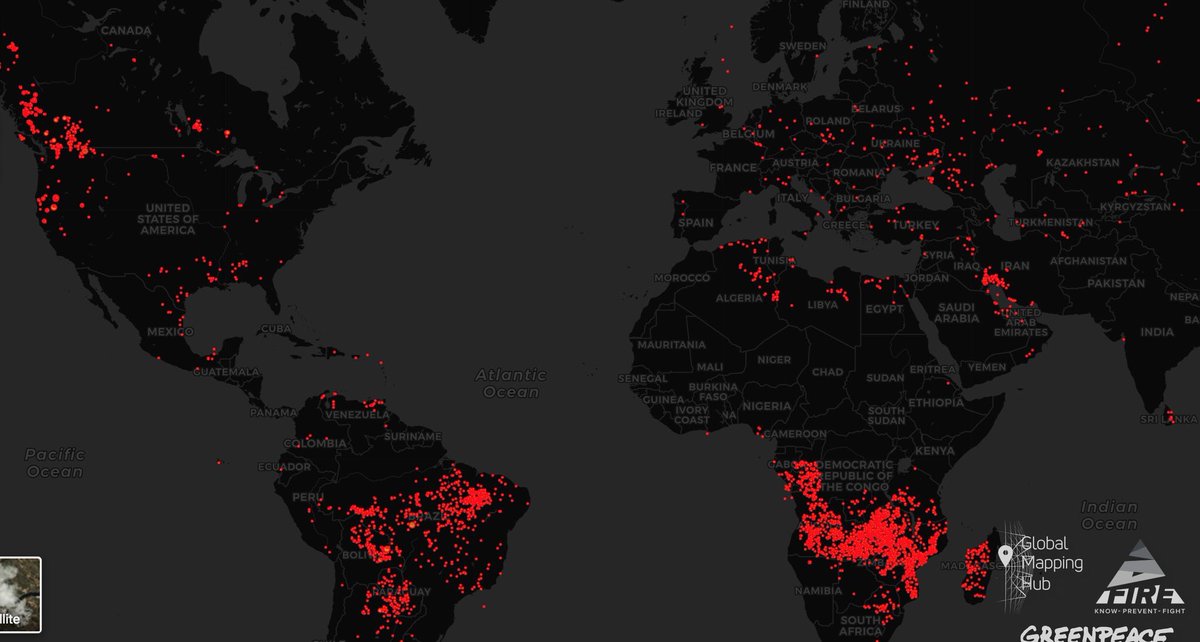 FINLAND
CANADA
SWEDEN
DENMARK
UNITED
KINGDOM
IRELAND
BELARUS
POLAND
BELGIUM
UKRAINE
FRANCE
AUSTRIA
KAZAKHSTAN
ROMANIA
ITALY
BULGARIA
KYRGYZSTAN
UNITED
STATES OF
AMERICA
SPAIN
GREECE
TURKEY
TURKMENISTAN
SYRIA
TUNISIA
IRAQ
IRAN
AFGHANISTAN
MOROCCO
JORDAN
PAKISTAN
ALGERIA
LIBYA
EGYPT
NEPA
SAUDI
ARABIA
UNITED
ARAB
EMIRATES
BA
MEXICO
CUBA
INDIA
MAURITANIA
NIGER
MALI
CHAD
SUDAN
ERITREA
YEMEN
GUATEMALA
Atlantic
Ocean
SENEGAL
BURKINA
FASO
GUINEA
IVORY
COAST
NA
NIGERIA
SOUTH
SUDAN
ETHIOPIA
PANAMA
VENEZUELA
SRI LANKA
CAMEROON
SURINAME
COLOMBIA
KENYA
Pacific
Ocean
ECUADOR
GABO
DEMOCRATIC
REPUBLIC OF
THE CONGO
PERU
BRAZIL
Indian
Ocean
BOLI
Global
Mapping
Hub
MADAGASC
PARAGUAY
NAMIBIA
FIRE
KNOW-PREVENT-FIGHT
SOUTH
AFRICA
llite
GREENPEACE